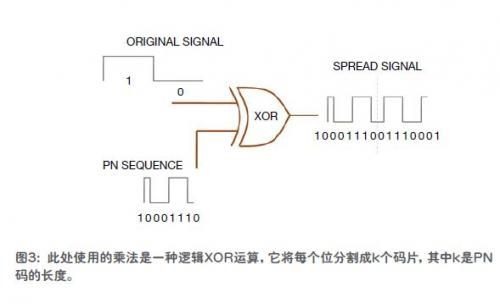 ORIGINAL SIGNAL
1
0
XOR
SPREAD SIGNAL
1000111001110001
PN SEQUENCE
10001110
图3: 此处使用的乘法是一种逻辑XOR运算, 它将每个位分割成k个码片, 其中k是PN
码的长度。